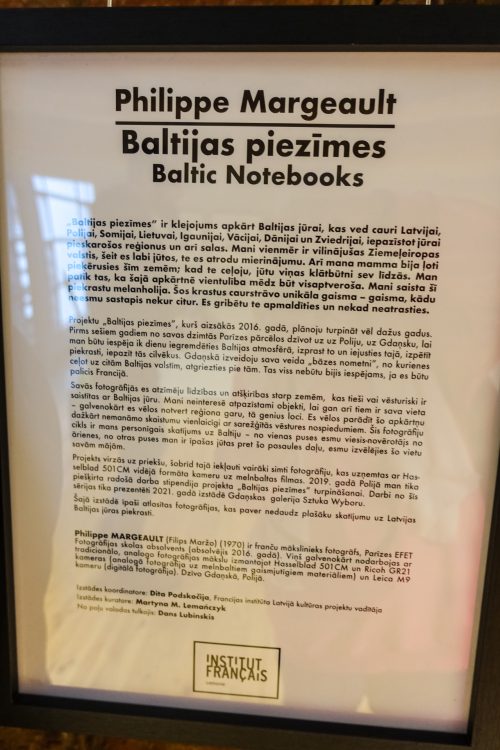 Philippe Margeault
Baltijas piezīmes
Baltic Notebooks
„Baltijas piezīmes” ir klejojums apkārt Baltijas jūrai, kas ved cauri Latvijai,
Polijai, Somijai, Lietuvai, Igaunijai, Vācijai, Dānijai un Zviedrijai, iepazīstot jūrai
pieskarošos reģionus un arī salas. Mani vienmēr ir vilinājušas Ziemeļeiropas
valstis, šeit es labi jūtos, te es atrodu mierinājumu. Arī mana mamma bija ļoti
pieķērusies šīm zemēm; kad te ceļoju, jūtu viņas klātbūtni sev līdzās. Man
patīk tas, ka šajā apkārtnē vientulība mēdz būt visaptveroša. Mani saista šī
piekrastu melanholija. Šos krastus caurstrāvo unikāla gaisma – gaisma, kādu
neesmu sastapis nekur citur. Es gribētu te apmaldīties un nekad neatrasties.
Projektu „Baltijas piezīmes”, kurš aizsākās 2016. gadā, plānoju turpināt vēl dažus gadus.
Pirms sešiem gadiem no savas dzimtās Parīzes pārcēlos dzīvot uz uz Poliju, uz Gdaņsku, lai
man būtu iespēja ik dienu iegremdēties Baltijas atmosfērā, izprast to un iejusties tajā, izpētīt
piekrasti, iepazīt tās cilvēkus. Gdaņskā izveidoju sava veida „bāzes nometni”, no kurienes
ceļot uz citām Baltijas valstīm, atgriezties pie tām. Tas viss nebūtu bijis iespējams, ja es būtu
palicis Francijā.
Savās fotogrāfijās es atzīmēju līdzības un atšķirības starp zemēm, kas tieši vai vēsturiski ir
saistītas ar Baltijas jūru. Mani neinteresē atpazīstami objekti, lai gan arī tiem ir sava vieta
– galvenokārt es vēlos notvert reģiona garu, tā genius loci. Es vēlos parādīt šo apkārtņu
dažkārt nemanāmo skaistumu vienlaicīgi ar sarežģītās vēstures nospiedumiem. Šis fotogrāfiju
cikls ir mans personīgais skatījums uz Baltiju – no vienas puses esmu viesis-novērotājs no
ārienes, no otras puses man ir īpašas jūtas pret šo pasaules daļu, esmu izvēlējies šo vietu
savām mājām.
Projekts virzās uz priekšu, šobrīd tajā iekļauti vairāki simti fotogrāfiju, kas uzņemtas ar Has-
selblad 501CM vidējā formāta kameru uz melnbaltas filmas. 2019. gadā Polijā man tika
piešķirta radošā darba stipendija projekta „Baltijas piezīmes” turpināšanai. Darbi no šīs
sērijas tika prezentēti 2021. gadā izstādē Gdaņskas galerija Sztuka Wyboru.
Šajā izstādē īpaši atlasītas fotogrāfijas, kas paver nedaudz plašāku skatījumu uz Latvijas
Baltijas jūras piekrasti.
Philippe MARGEAULT (Filips Maržo) (1970) ir franču mākslinieks fotogrāfs, Parīzes EFET
Fotogrāfijas skolas absolvents (absolvējis 2016. gadā). Viņš galvenokārt nodarbojas ar
tradicionālo, analogo fotogrāfijas mākslu izmantojot Hasselblad 501CM un Ricoh GR21
kameras (analogā fotogrāfija uz melnbaltiem gaismjutīgiem materiāliem) un Leica M9
kameru (digitālā fotogrāfija). Dzīvo Gdaņskā, Polijā.
Izstādes koordinatore: Dita Podskočija, Francijas institūta Latvijā kultūras projektu vadītāja
Izstādes kuratore: Martyna M. Lemańczyk
No poļu valodas tulkojis: Dans Lubinskis
INSTITUT
FRANÇAIS